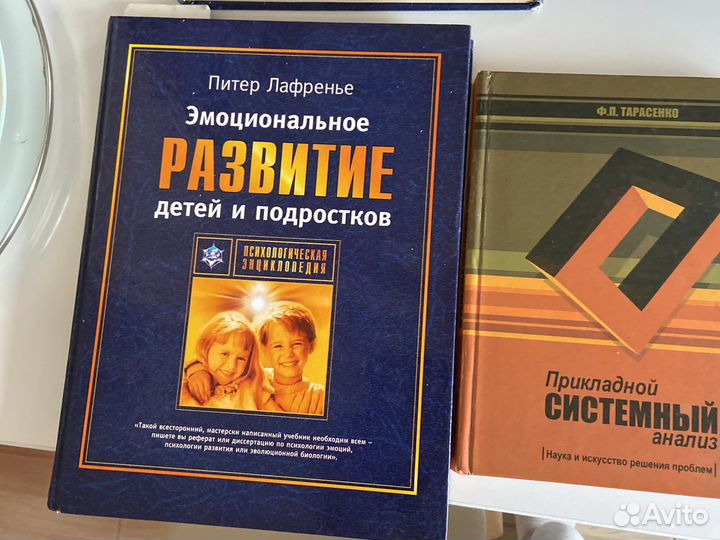 Питер Лафренье
Эмоциональное
РАЗВИТИЕ
детей и подростков
ПСИХОЛОГИЧЕСКАЯ
ЭНЦИКЛОПЕДИЯ
«Такой всесторонний, мастерски написанный учебник необходим всем –
пишете вы реферат или диссертацию по психологии эмоций,
психологии развития или эволюционной биологии».
Ф.П. ТАРАСЕНКО
Прикладной
СИСТЕМНЫЙ
анализ
Наука и искусство решения проблем
Avito